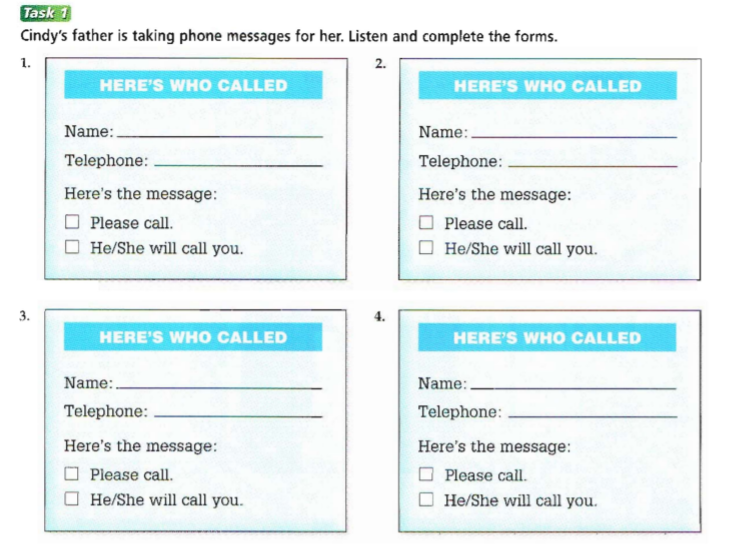 Task 1
Cindy's father is taking phone messages for her. Listen and complete the forms.
1.
HERE'S WHO CALLED
Name:
Telephone:
Here's the message:
☐ Please call.
☐ He/She will call you.
2.
HERE'S WHO CALLED
Name:
Telephone:
Here's the message:
☐ Please call.
☐ He/She will call you.
3.
HERE'S WHO CALLED
Name:
Telephone:
Here's the message:
☐ Please call.
☐ He/She will call you.
4.
HERE'S WHO CALLED
Name:
Telephone:
Here's the message:
☐ Please call.
☐ He/She will call you.